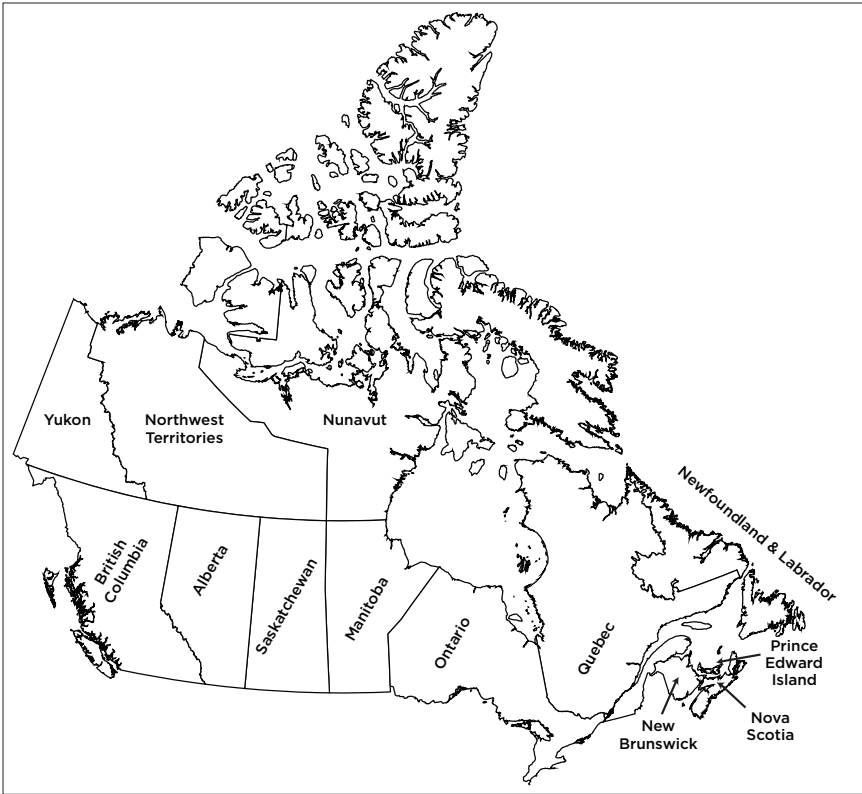 Yukon
Northwest
Territories
Nunavut
Newfoundland & Labrador
British
Columbia
Alberta
Saskatchewan
Manitoba
Ontario
Quebec
Prince
Edward
Island
New
Brunswick
Nova
Scotia